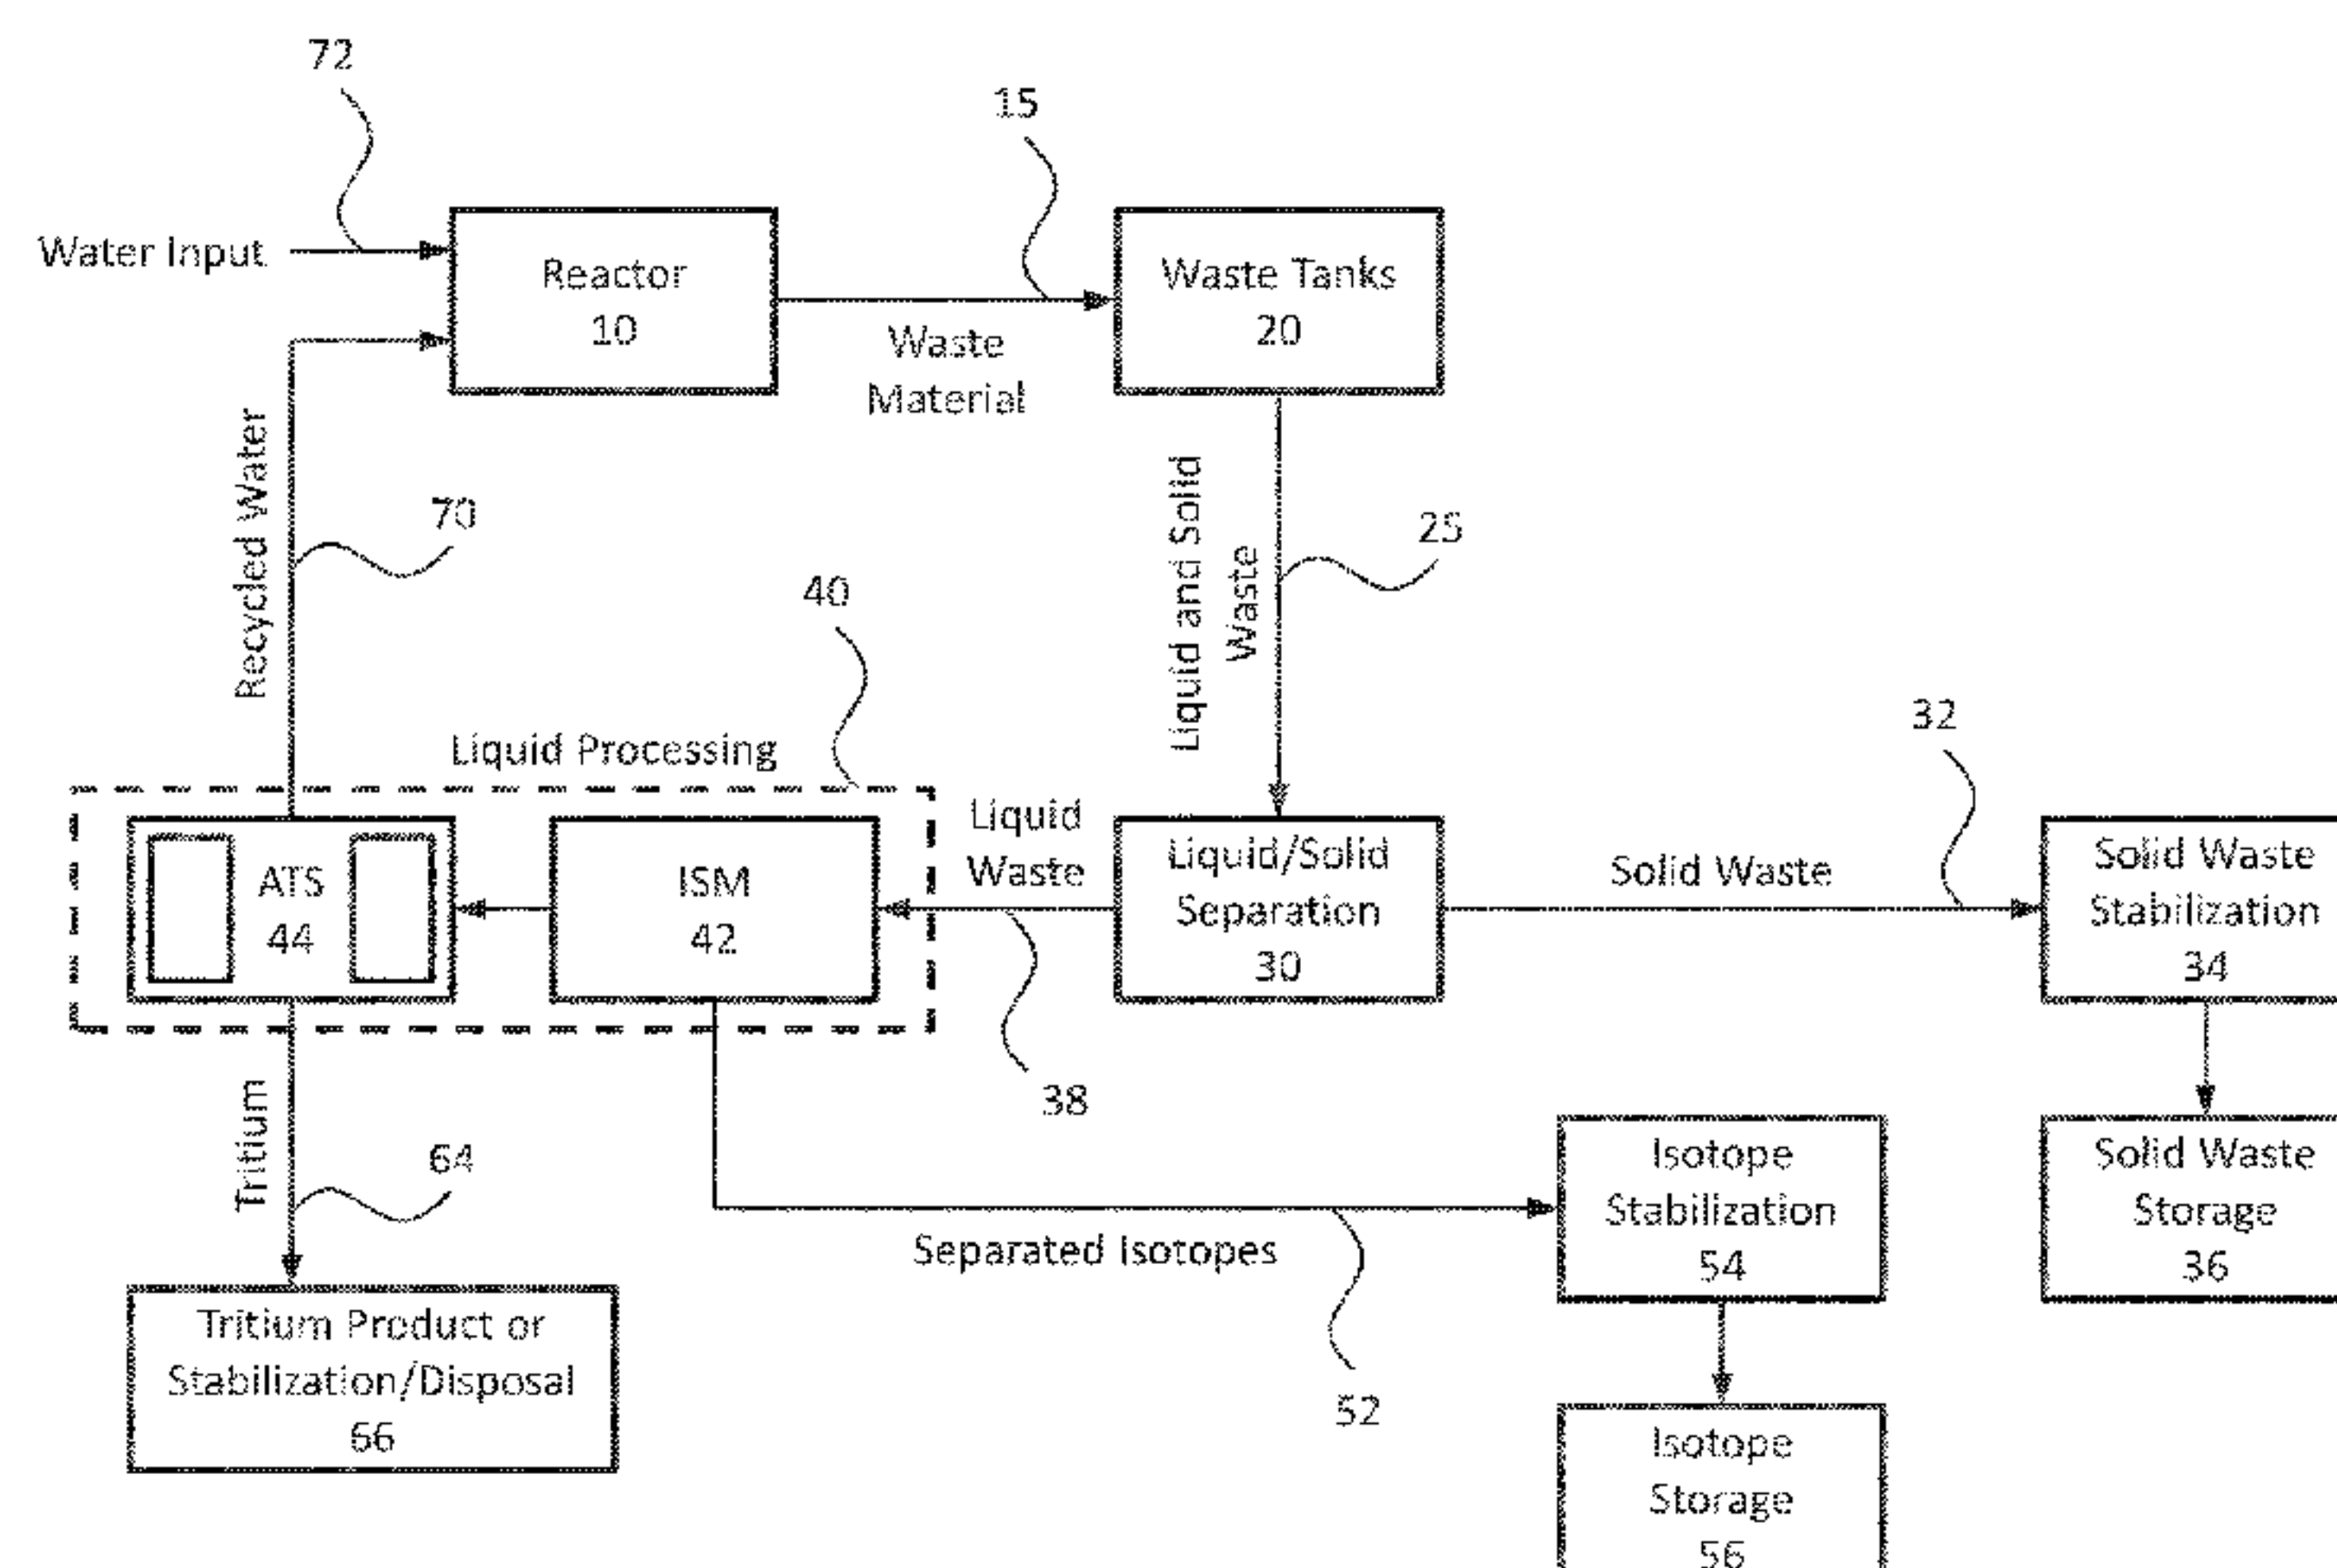 72
15
Water Input
Reactor
10
Waste Tanks
20
Waste
Material
Recycled Water
70
Liquid and Solid
Waste
25
40
Liquid Processing
32
ATS
44
ISM
42
Liquid
Waste
Liquid/Solid
Separation
30
Solid Waste
Solid Waste
Stabilization
34
38
Tritium
64
Separated Isotopes
52
Isotope
Stabilization
54
Solid Waste
Storage
36
Tritium Product or
Stabilization/Disposal
66
Isotope
Storage
56